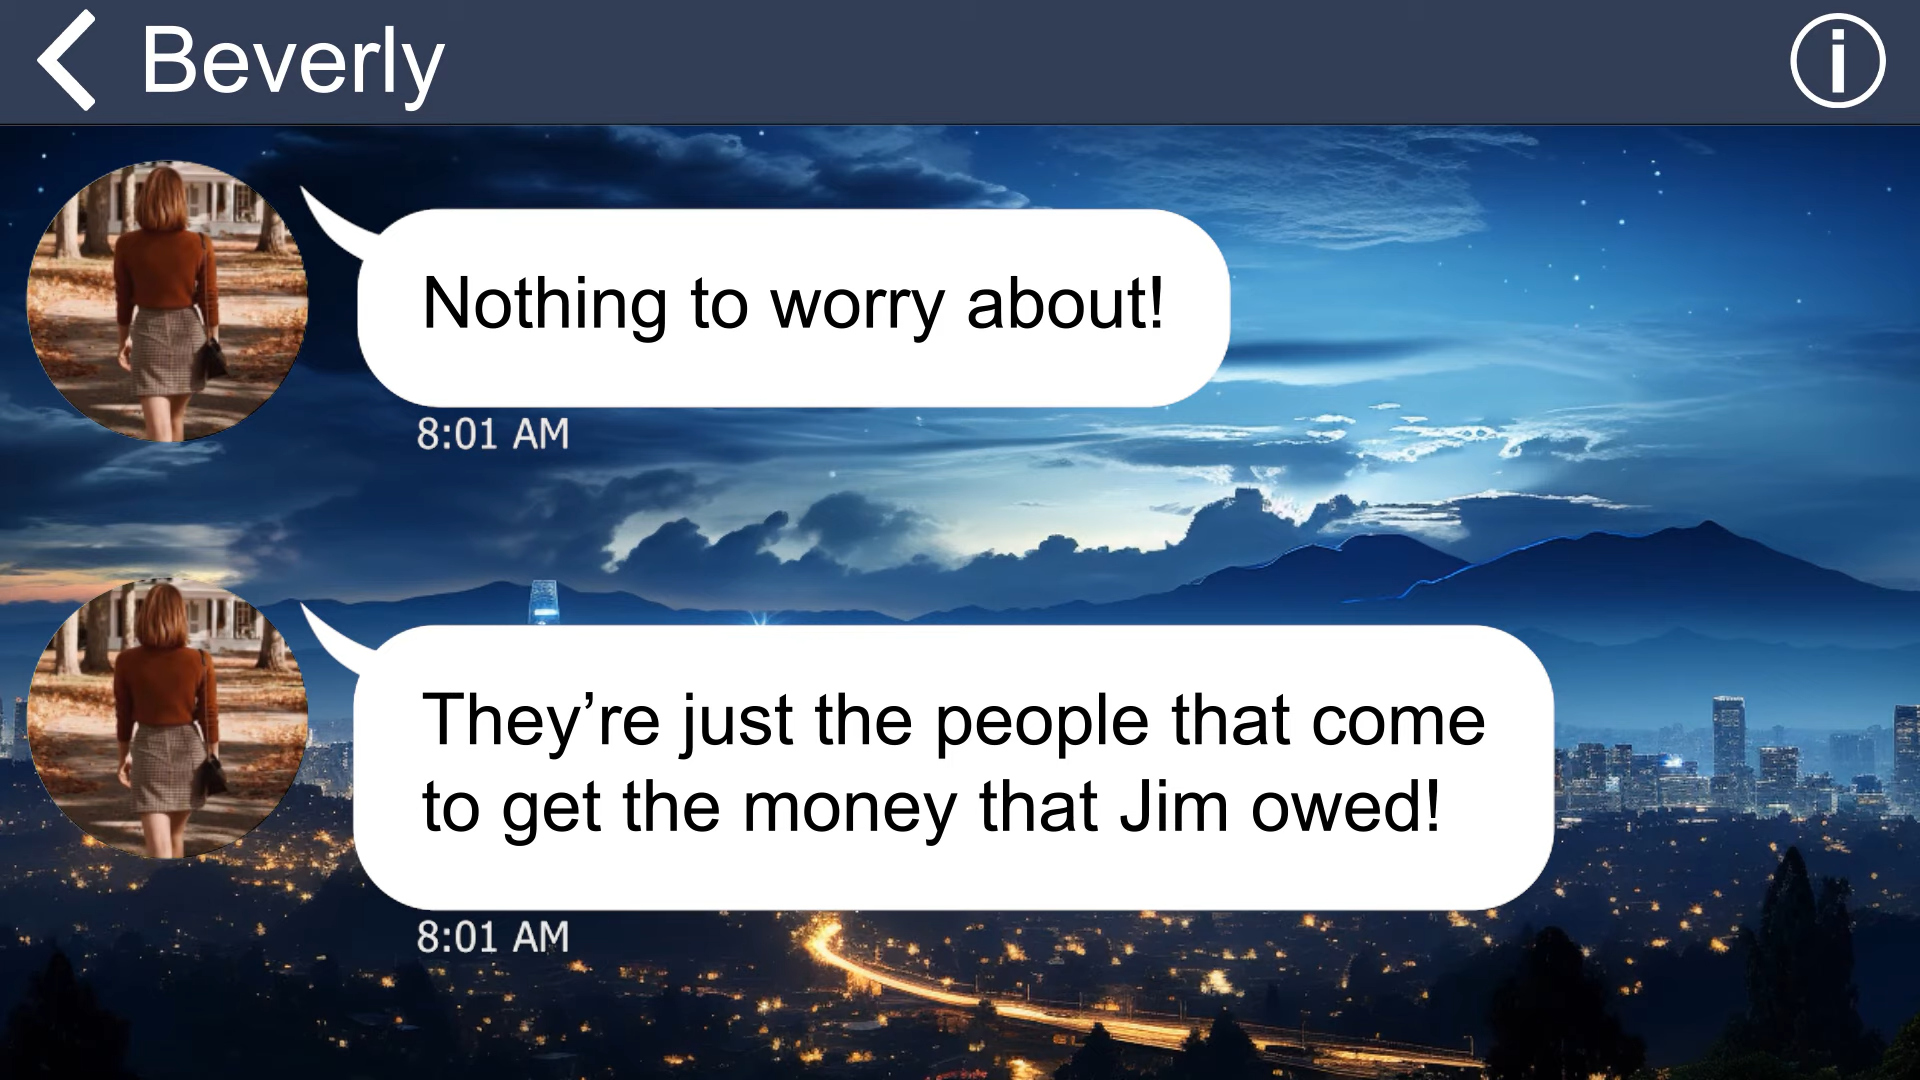 Beverly
Nothing to worry about!
8:01 AM
They’re just the people that come
to get the money that Jim owed!
8:01 AM